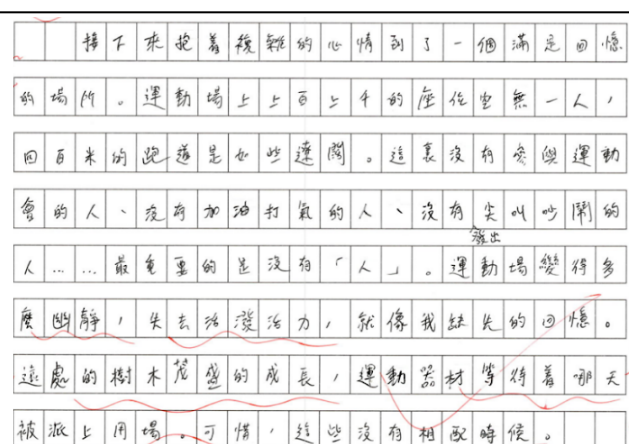 接下來抱着複雜的心情到了一個滿是回憶
的場所。運動場上上百上千的座位空無一人，
四百米的跑道是如此遼闊。這裏沒有參與運動
會的人、沒有加油打氣的人、沒有尖叫吵鬧的
發出
人……最重要的是沒有「人」。運動場變得多
麼幽靜，失去活潑活力，就像我缺失的回憶。
遠處的樹木茂盛的成長，運動器材等待着哪天
被派上用場。可惜，這些沒有相配時候。